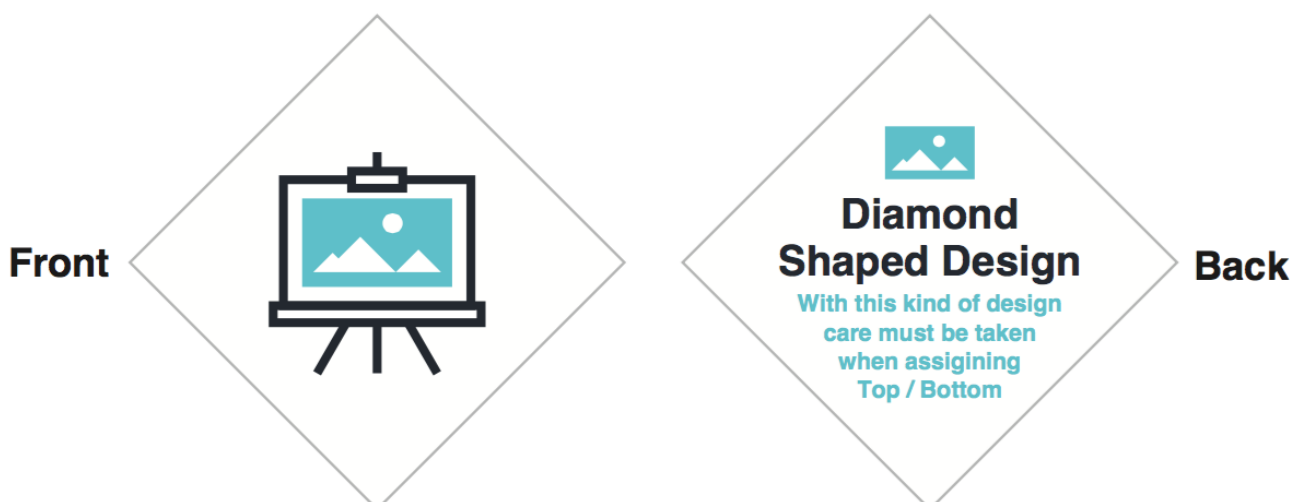 Front
Diamond
Shaped Design
With this kind of design
care must be taken
when assigining
Top / Bottom
Back